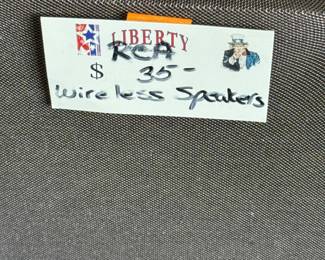 LIBERTY
RCA
$ 35-
Wireless Speakers